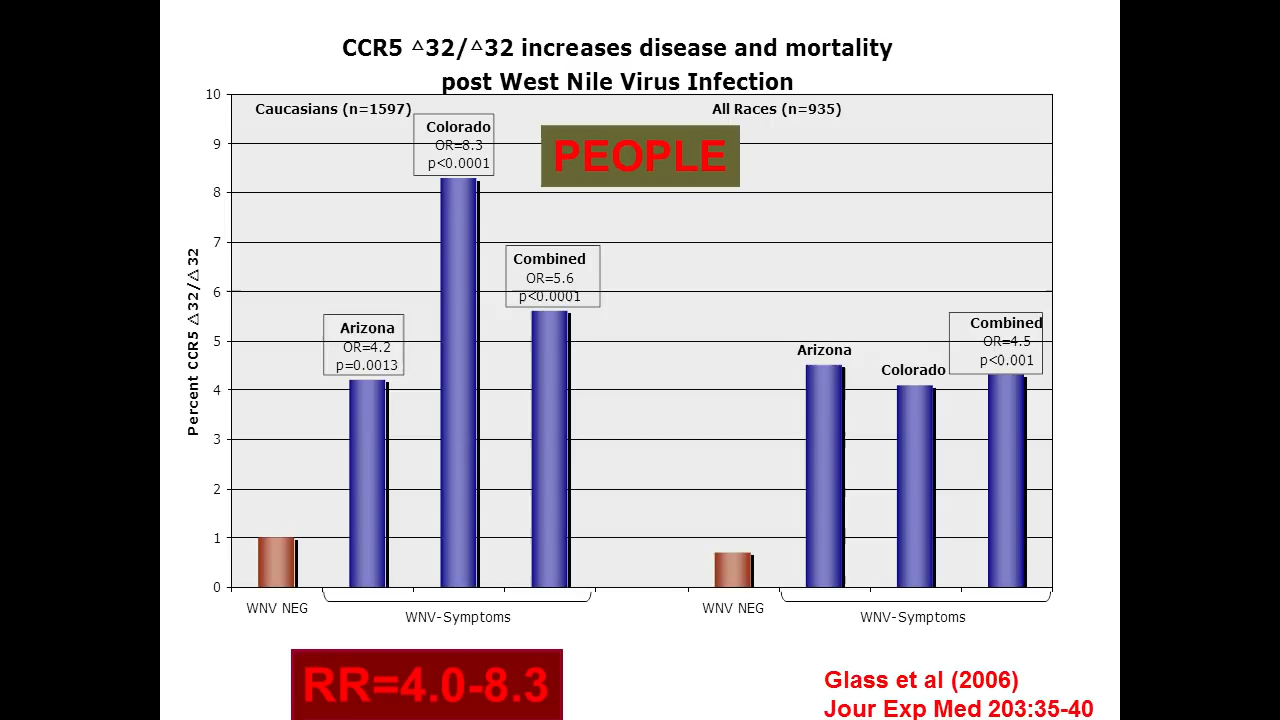 CCR5 △32/△32 increases disease and mortality
post West Nile Virus Infection
Caucasians (n=1597)
All Races (n=935)
PEOPLE
Percent CCR5 △32/△32
10
9
8
7
6
5
4
3
2
1
0
Arizona
OR=4.2
p=0.0013
Colorado
OR=8.3
p<0.0001
Combined
OR=5.6
p<0.0001
Arizona
Colorado
Combined
OR=4.5
p<0.001
WNV NEG
WNV-Symptoms
WNV NEG
WNV-Symptoms
RR=4.0-8.3
Glass et al (2006)
Jour Exp Med 203:35-40